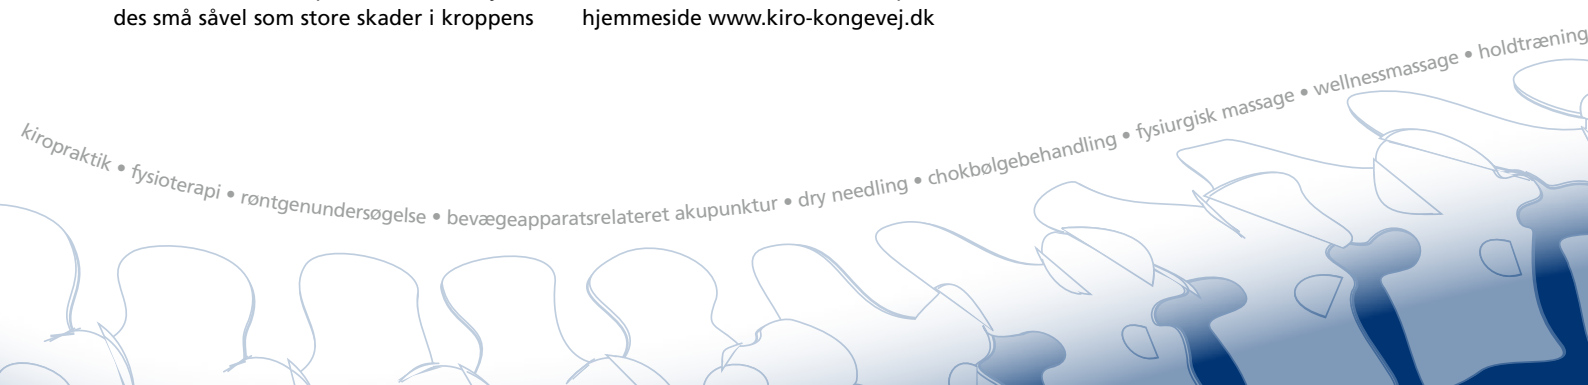 des små såvel som store skader i kroppens
hjemmeside www.kiro-kongevej.dk
kiropraktik • fysioterapi • røntgenundersøgelse • bevægeapparatsrelateret akupunktur • dry needling • chokbølgebehandling • fysiurgisk massage • wellnessmassage • holdtræning